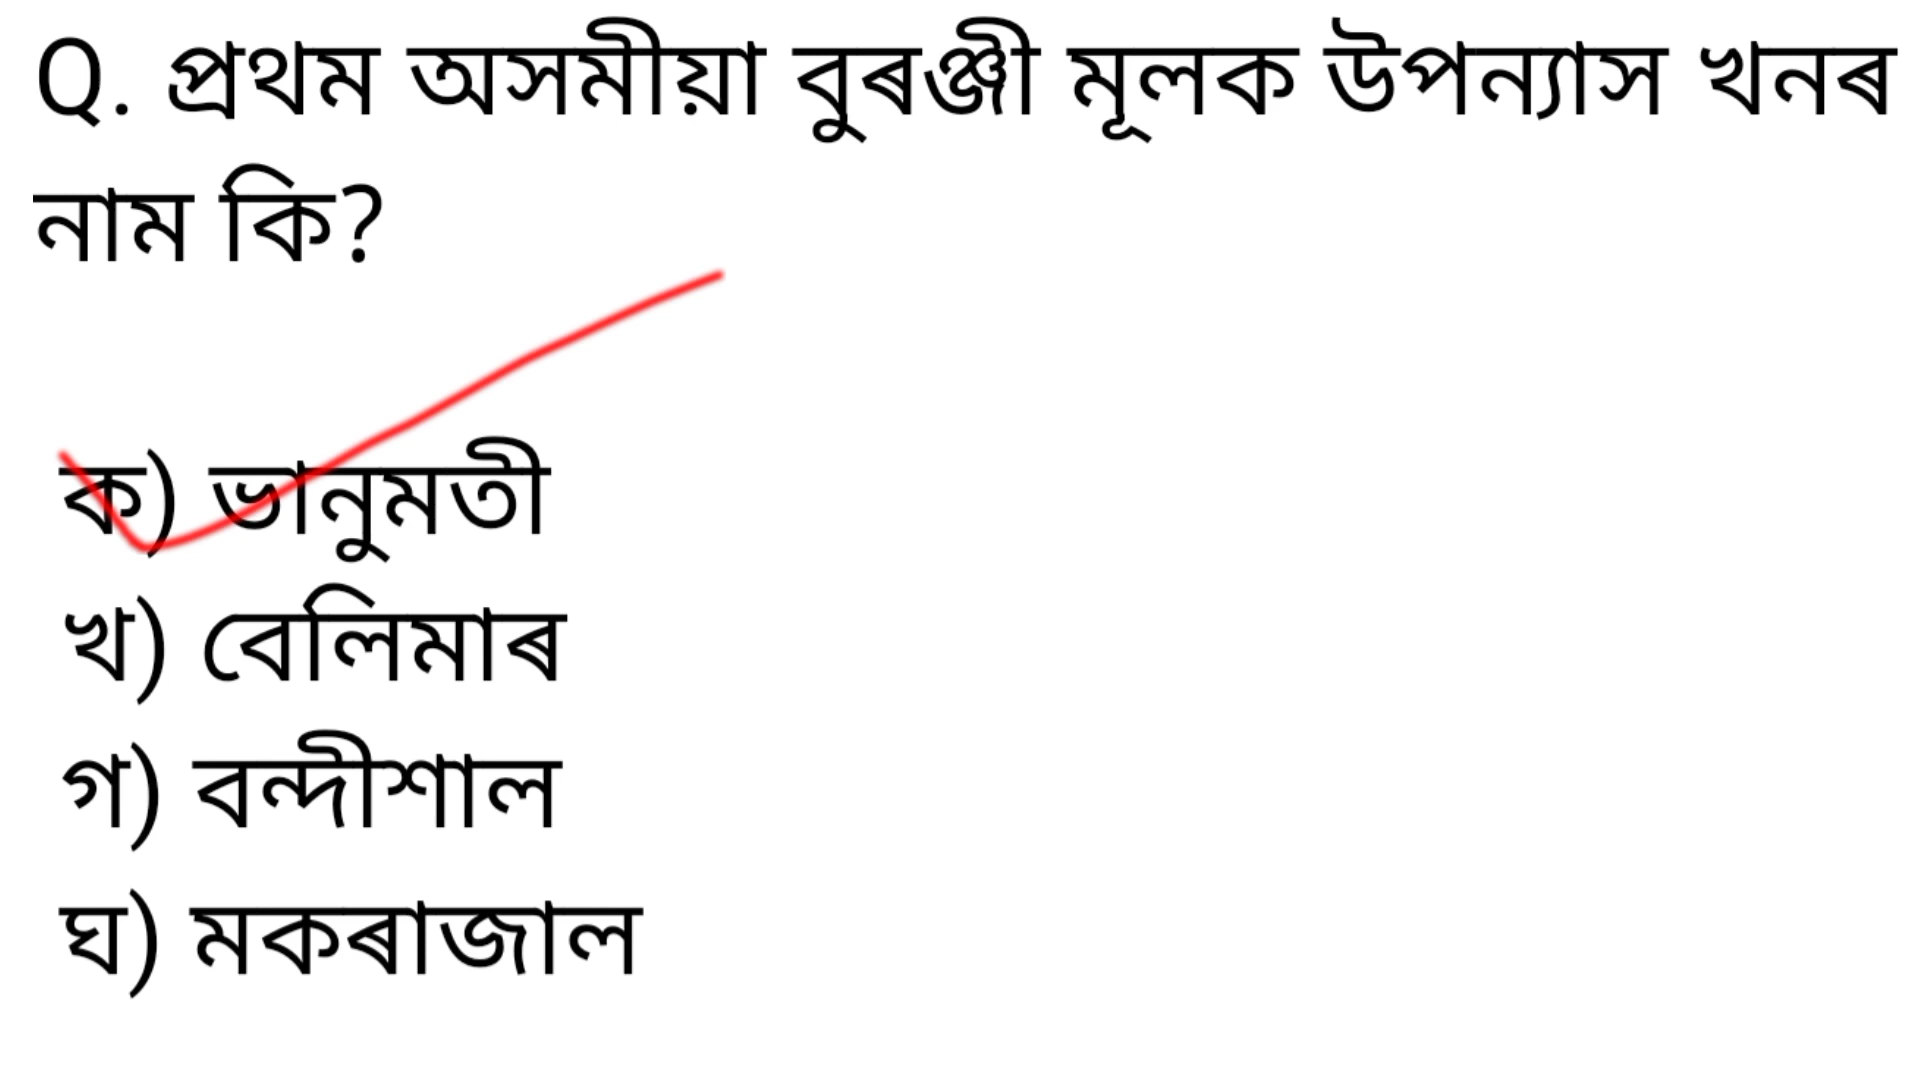 Q. প্ৰথম অসমীয়া বুৰঞ্জী মূলক উপন্যাস খনৰ
নাম কি?
ক) ভানুমতী
খ) বেলিমাৰ
গ) বন্দীশাল
ঘ) মকৰাজাল